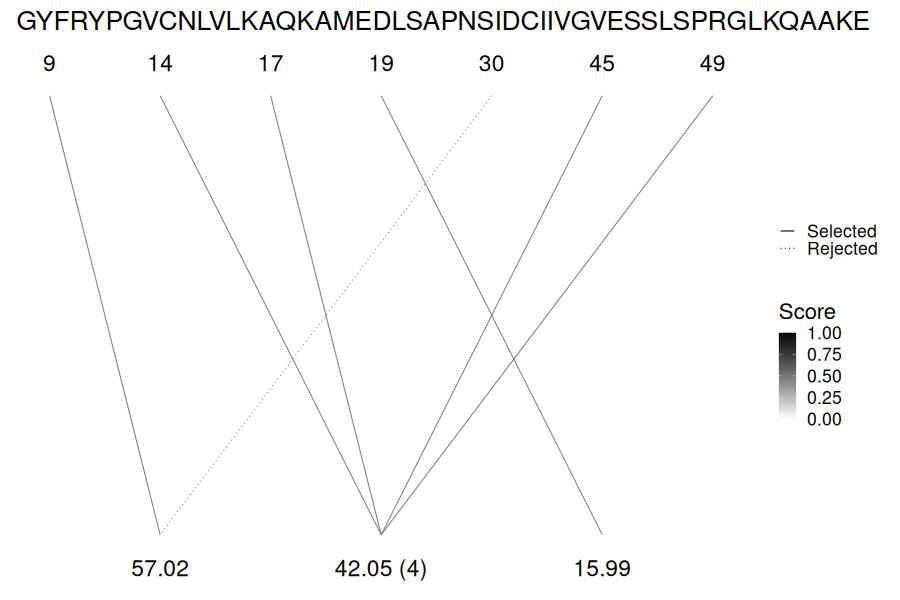 GYFRYPGVCNLVLKAQKAMEDLSAPNSIDCIIVGVESSLSPRGLKQAAKE
9 14 17 19 30 45 49
Selected
Rejected
Score
1.00
0.75
0.50
0.25
0.00
57.02 42.05 (4) 15.99